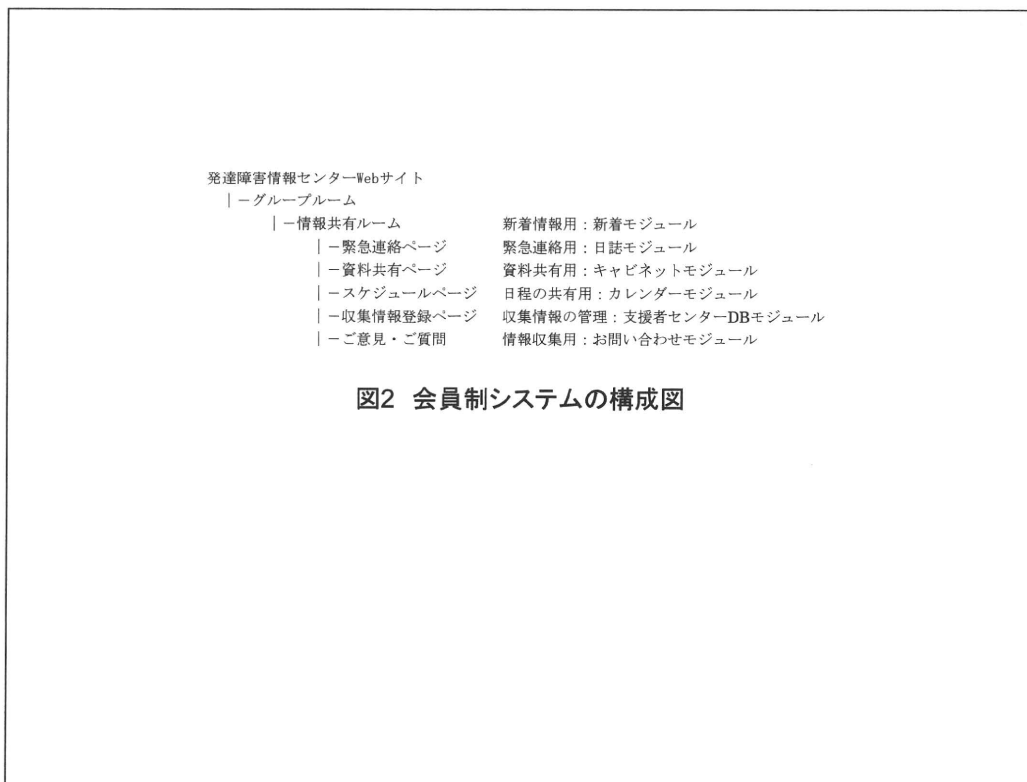 発達障害情報センターWebサイト
｜－グループルーム
｜－情報共有ルーム 新着情報用：新着モジュール
｜－緊急連絡ページ 緊急連絡用：日誌モジュール
｜－資料共有ページ 資料共有用：キャビネットモジュール
｜－スケジュールページ 日程の共有用：カレンダーモジュール
｜－収集情報登録ページ 収集情報の管理：支援者センターDBモジュール
｜－ご意見・ご質問 情報収集用：お問い合わせモジュール
図2 会員制システムの構成図